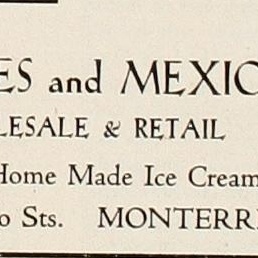 ES and MEXIC
LESALE & RETAIL
Home Made Ice Cream
o Sts. MONTERR